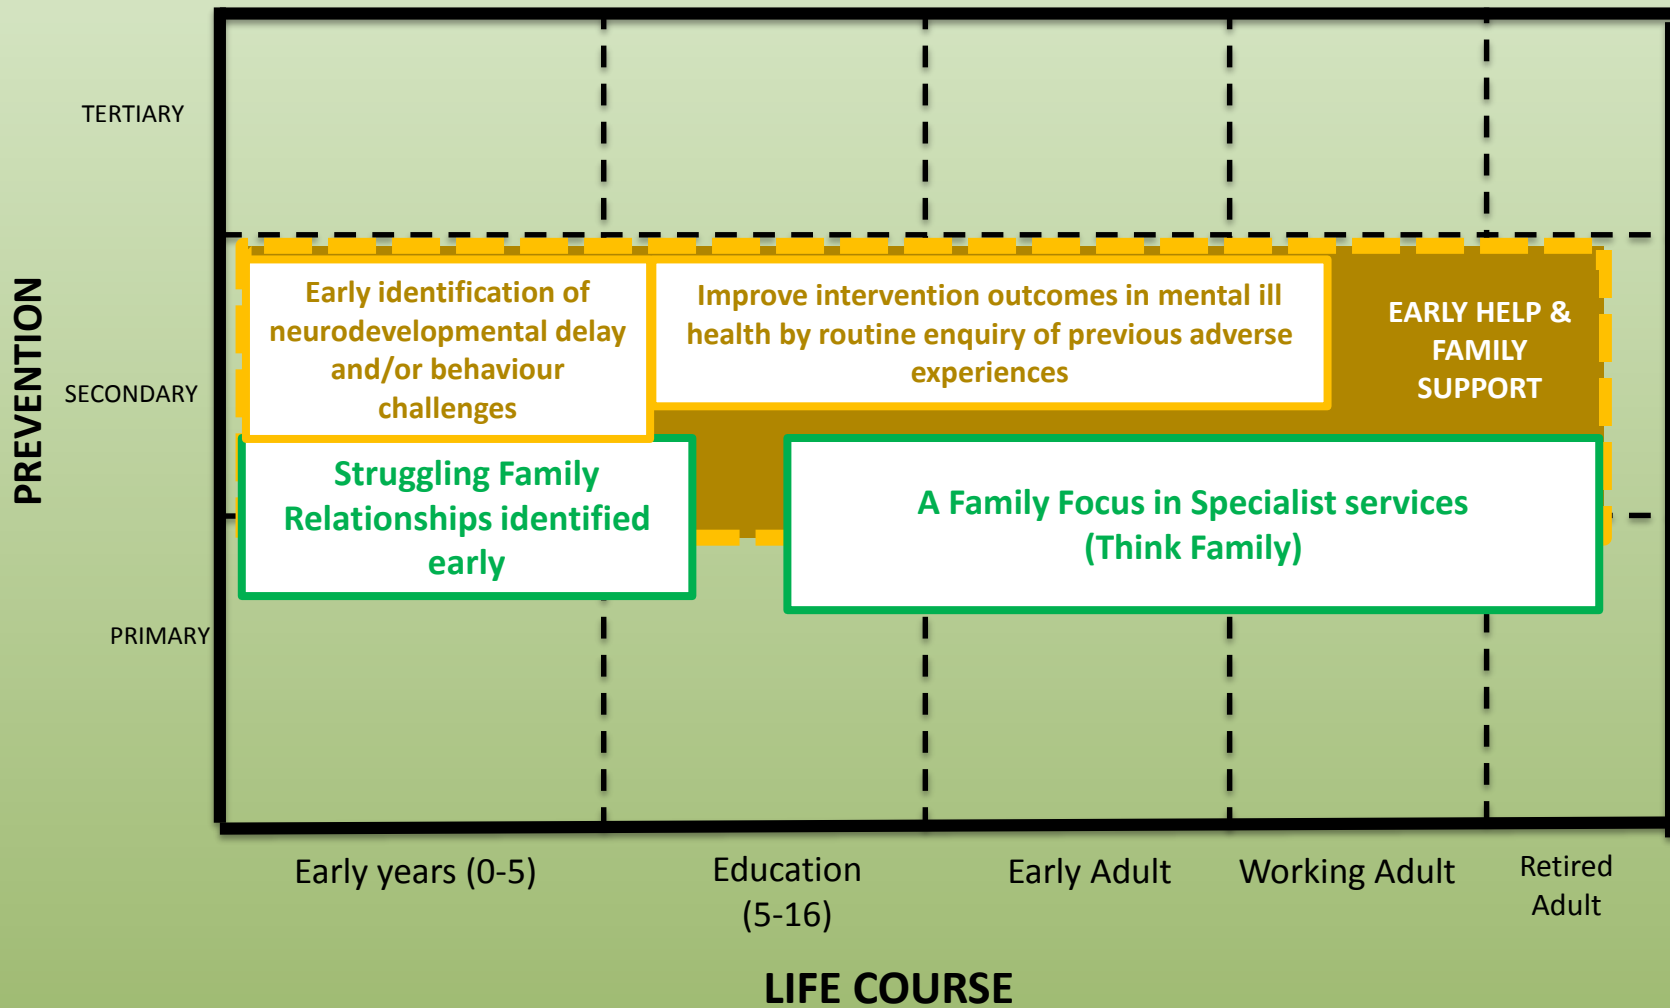 TERTIARY
PREVENTION
SECONDARY
PRIMARY
Early identification of
neurodevelopmental delay
and/or behaviour
challenges
Improve intervention outcomes in mental ill
health by routine enquiry of previous adverse
experiences
EARLY HELP &
FAMILY
SUPPORT
Struggling Family
Relationships identified
early
A Family Focus in Specialist services
(Think Family)
Early years (0-5)
Education
(5-16)
Early Adult
Working Adult
Retired
Adult
LIFE COURSE